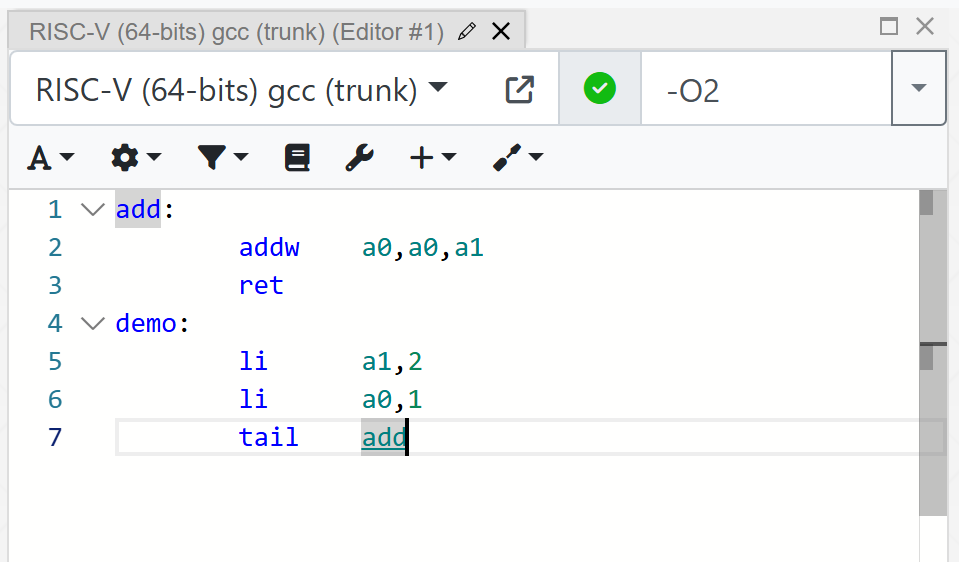 RISC-V (64-bits) gcc (trunk) (Editor #1)
RISC-V (64-bits) gcc (trunk) -O2
A
1 add:
2 addw a0,a0,a1
3 ret
4 demo:
5 li a1,2
6 li a0,1
7 tail add